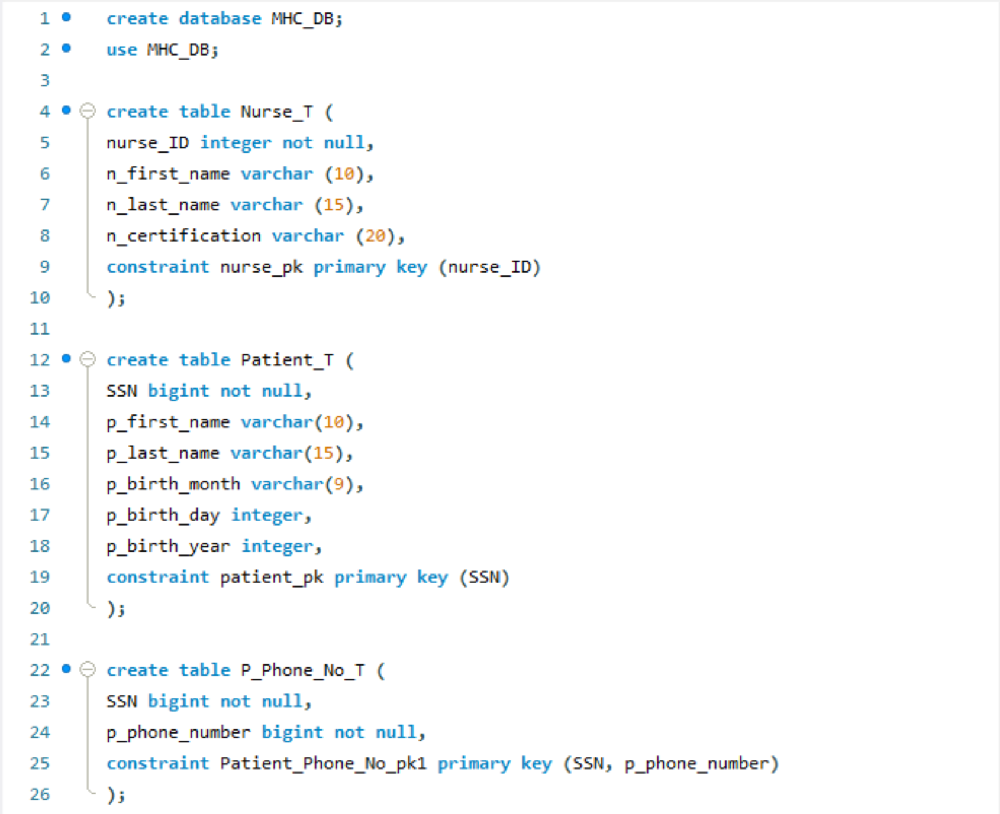 1 create database MHC_DB;
2 use MHC_DB;
3
4 create table Nurse_T (
5 nurse_ID integer not null,
6 n_first_name varchar (10),
7 n_last_name varchar (15),
8 n_certification varchar (20),
9 constraint nurse_pk primary key (nurse_ID)
10 );
11
12 create table Patient_T (
13 SSN bigint not null,
14 p_first_name varchar(10),
15 p_last_name varchar(15),
16 p_birth_month varchar(9),
17 p_birth_day integer,
18 p_birth_year integer,
19 constraint patient_pk primary key (SSN)
20 );
21
22 create table P_Phone_No_T (
23 SSN bigint not null,
24 p_phone_number bigint not null,
25 constraint Patient_Phone_No_pk1 primary key (SSN, p_phone_number)
26 );